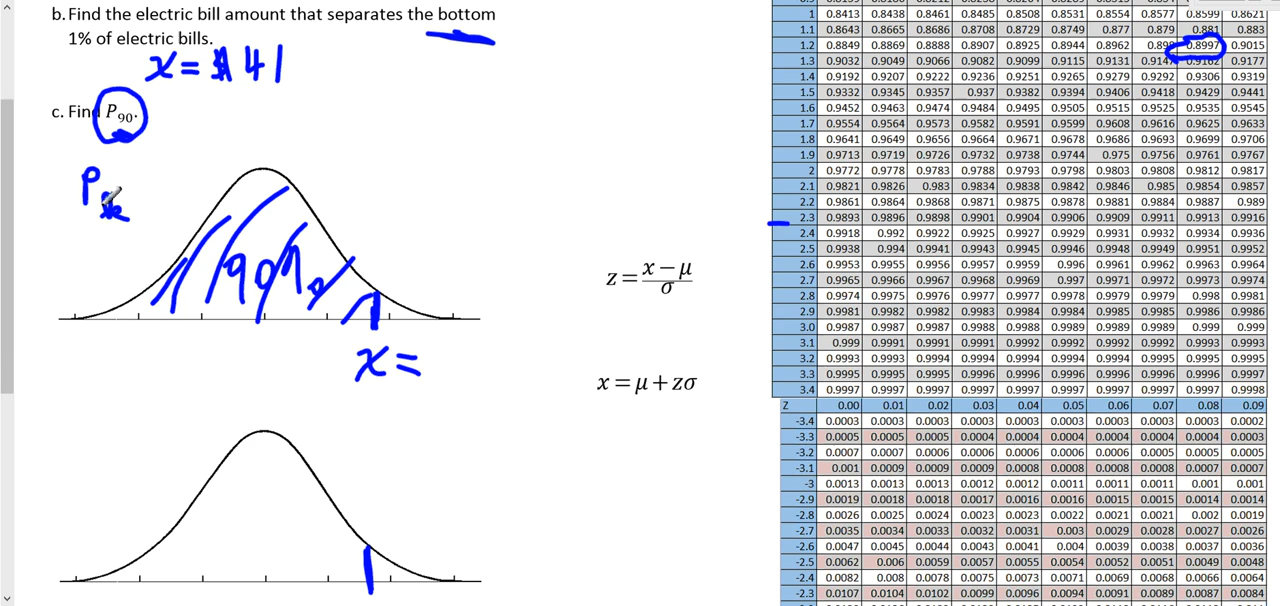 b. Find the electric bill amount that separates the bottom
1% of electric bills.
x = $141
c. Find P90.
P
90%
x =
z = x − μ / σ
x = μ + zσ
1 0.8413 0.8438 0.8461 0.8485 0.8508 0.8531 0.8554 0.8577 0.8599 0.8621
1.1 0.8643 0.8665 0.8686 0.8708 0.8729 0.8749 0.877 0.879 0.881 0.883
1.2 0.8849 0.8869 0.8888 0.8907 0.8925 0.8944 0.8962 0.8997 0.9015
1.3 0.9032 0.9049 0.9066 0.9082 0.9099 0.9115 0.9131 0.9147 0.9162 0.9177
1.4 0.9192 0.9207 0.9222 0.9236 0.9251 0.9265 0.9279 0.9292 0.9306 0.9319
1.5 0.9332 0.9345 0.9357 0.937 0.9382 0.9394 0.9406 0.9418 0.9429 0.9441
1.6 0.9452 0.9463 0.9474 0.9484 0.9495 0.9505 0.9515 0.9525 0.9535 0.9545
1.7 0.9554 0.9564 0.9573 0.9582 0.9591 0.9599 0.9608 0.9616 0.9625 0.9633
1.8 0.9641 0.9649 0.9656 0.9664 0.9671 0.9678 0.9686 0.9693 0.9699 0.9706
1.9 0.9713 0.9719 0.9726 0.9732 0.9738 0.9744 0.975 0.9756 0.9761 0.9767
2 0.9772 0.9778 0.9783 0.9788 0.9793 0.9798 0.9803 0.9808 0.9812 0.9817
2.1 0.9821 0.9826 0.983 0.9834 0.9838 0.9842 0.9846 0.985 0.9854 0.9857
2.2 0.9861 0.9864 0.9868 0.9871 0.9875 0.9878 0.9881 0.9884 0.9887 0.989
2.3 0.9893 0.9896 0.9898 0.9901 0.9904 0.9906 0.9909 0.9911 0.9913 0.9916
2.4 0.9918 0.992 0.9922 0.9925 0.9927 0.9929 0.9931 0.9932 0.9934 0.9936
2.5 0.9938 0.994 0.9941 0.9943 0.9945 0.9946 0.9948 0.9949 0.9951 0.9952
2.6 0.9953 0.9955 0.9956 0.9957 0.9959 0.996 0.9961 0.9962 0.9963 0.9964
2.7 0.9965 0.9966 0.9967 0.9968 0.9969 0.997 0.9971 0.9972 0.9973 0.9974
2.8 0.9974 0.9975 0.9976 0.9977 0.9977 0.9978 0.9979 0.9979 0.998 0.9981
2.9 0.9981 0.9982 0.9982 0.9983 0.9984 0.9984 0.9985 0.9985 0.9986 0.9986
3.0 0.9987 0.9987 0.9987 0.9988 0.9988 0.9989 0.9989 0.9989 0.999 0.999
3.1 0.999 0.9991 0.9991 0.9991 0.9992 0.9992 0.9992 0.9992 0.9993 0.9993
3.2 0.9993 0.9993 0.9994 0.9994 0.9994 0.9994 0.9994 0.9995 0.9995 0.9995
3.3 0.9995 0.9995 0.9995 0.9996 0.9996 0.9996 0.9996 0.9996 0.9996 0.9997
3.4 0.9997 0.9997 0.9997 0.9997 0.9997 0.9997 0.9997 0.9997 0.9997 0.9998
Z 0.00 0.01 0.02 0.03 0.04 0.05 0.06 0.07 0.08 0.09
-3.4 0.0003 0.0003 0.0003 0.0003 0.0003 0.0003 0.0003 0.0003 0.0003 0.0002
-3.3 0.0005 0.0005 0.0005 0.0004 0.0004 0.0004 0.0004 0.0004 0.0004 0.0003
-3.2 0.0007 0.0007 0.0006 0.0006 0.0006 0.0006 0.0006 0.0005 0.0005 0.0005
-3.1 0.001 0.0009 0.0009 0.0009 0.0008 0.0008 0.0008 0.0008 0.0007 0.0007
-3 0.0013 0.0013 0.0013 0.0012 0.0012 0.0011 0.0011 0.0011 0.001 0.001
-2.9 0.0019 0.0018 0.0018 0.0017 0.0016 0.0016 0.0015 0.0015 0.0014 0.0014
-2.8 0.0026 0.0025 0.0024 0.0023 0.0023 0.0022 0.0021 0.0021 0.002 0.0019
-2.7 0.0035 0.0034 0.0033 0.0032 0.0031 0.003 0.0029 0.0028 0.0027 0.0026
-2.6 0.0047 0.0045 0.0044 0.0043 0.0041 0.004 0.0039 0.0038 0.0037 0.0036
-2.5 0.0062 0.006 0.0059 0.0057 0.0055 0.0054 0.0052 0.0051 0.0049 0.0048
-2.4 0.0082 0.008 0.0078 0.0075 0.0073 0.0071 0.0069 0.0068 0.0066 0.0064
-2.3 0.0107 0.0104 0.0102 0.0099 0.0096 0.0094 0.0091 0.0089 0.0087 0.0084